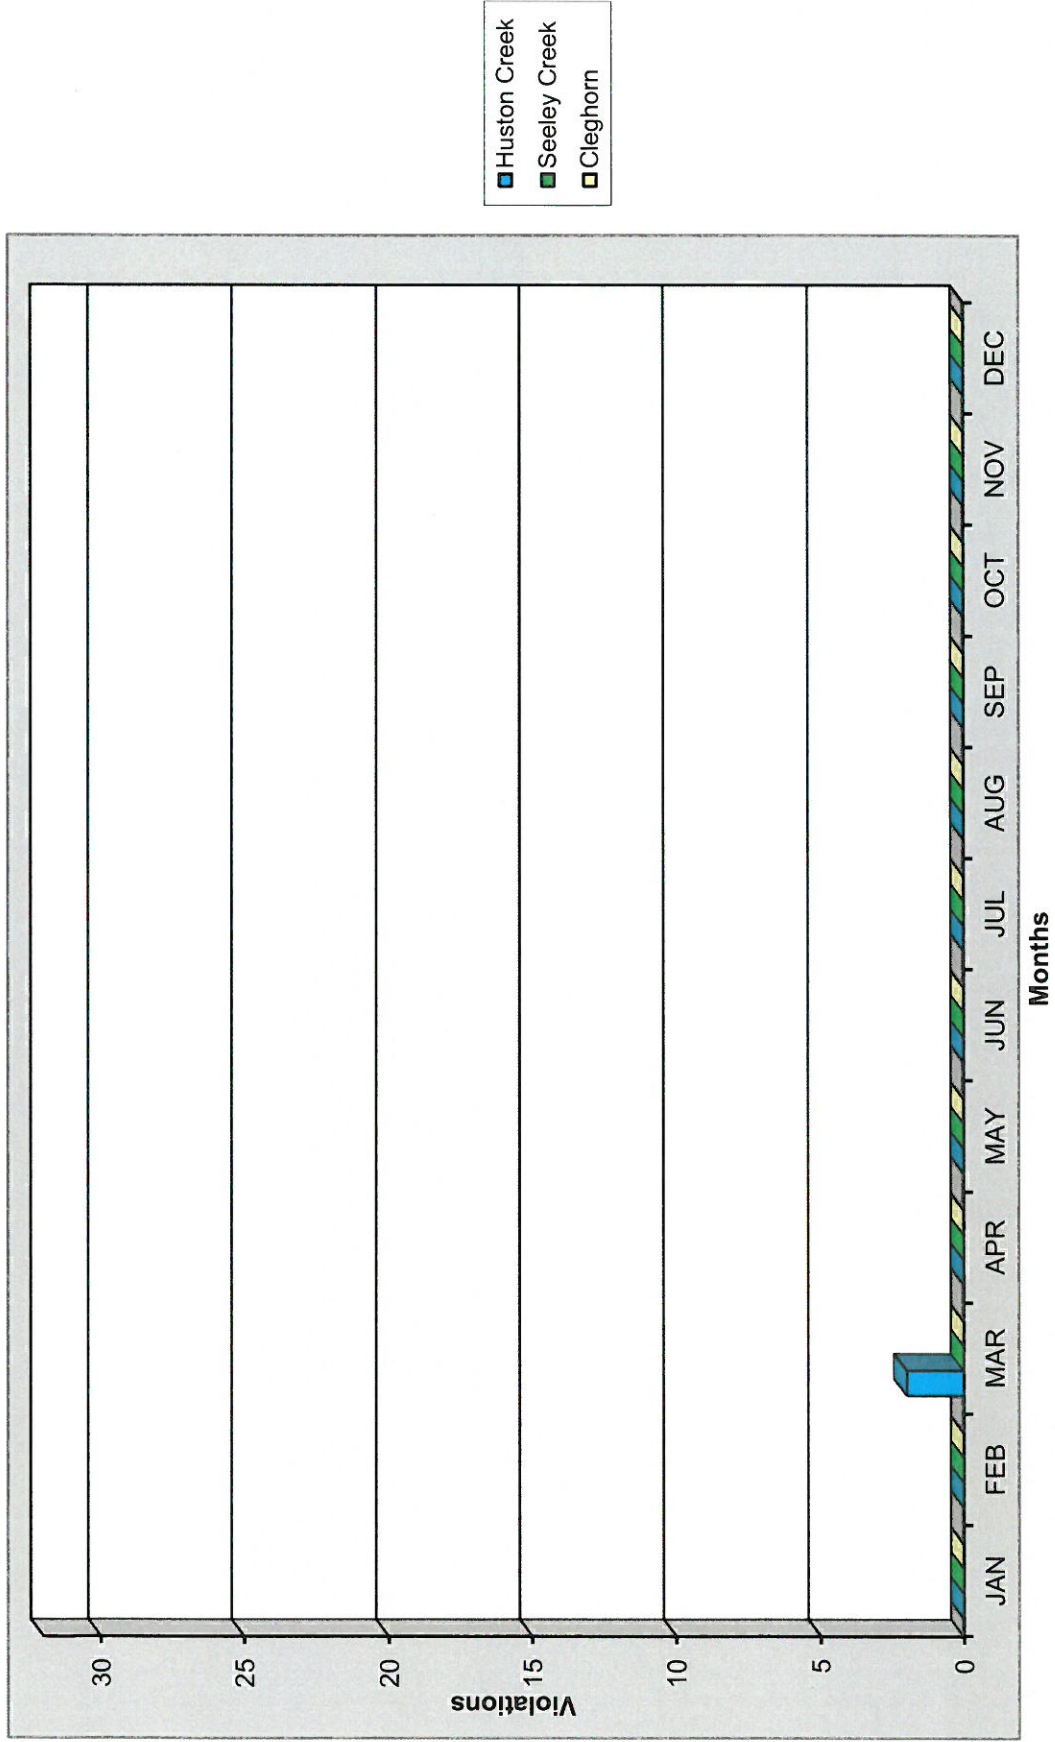 Huston Creek
Seeley Creek
Cleghorn
Violations
30
25
20
15
10
5
0
JAN
FEB
MAR
APR
MAY
JUN
JUL
AUG
SEP
OCT
NOV
DEC
Months